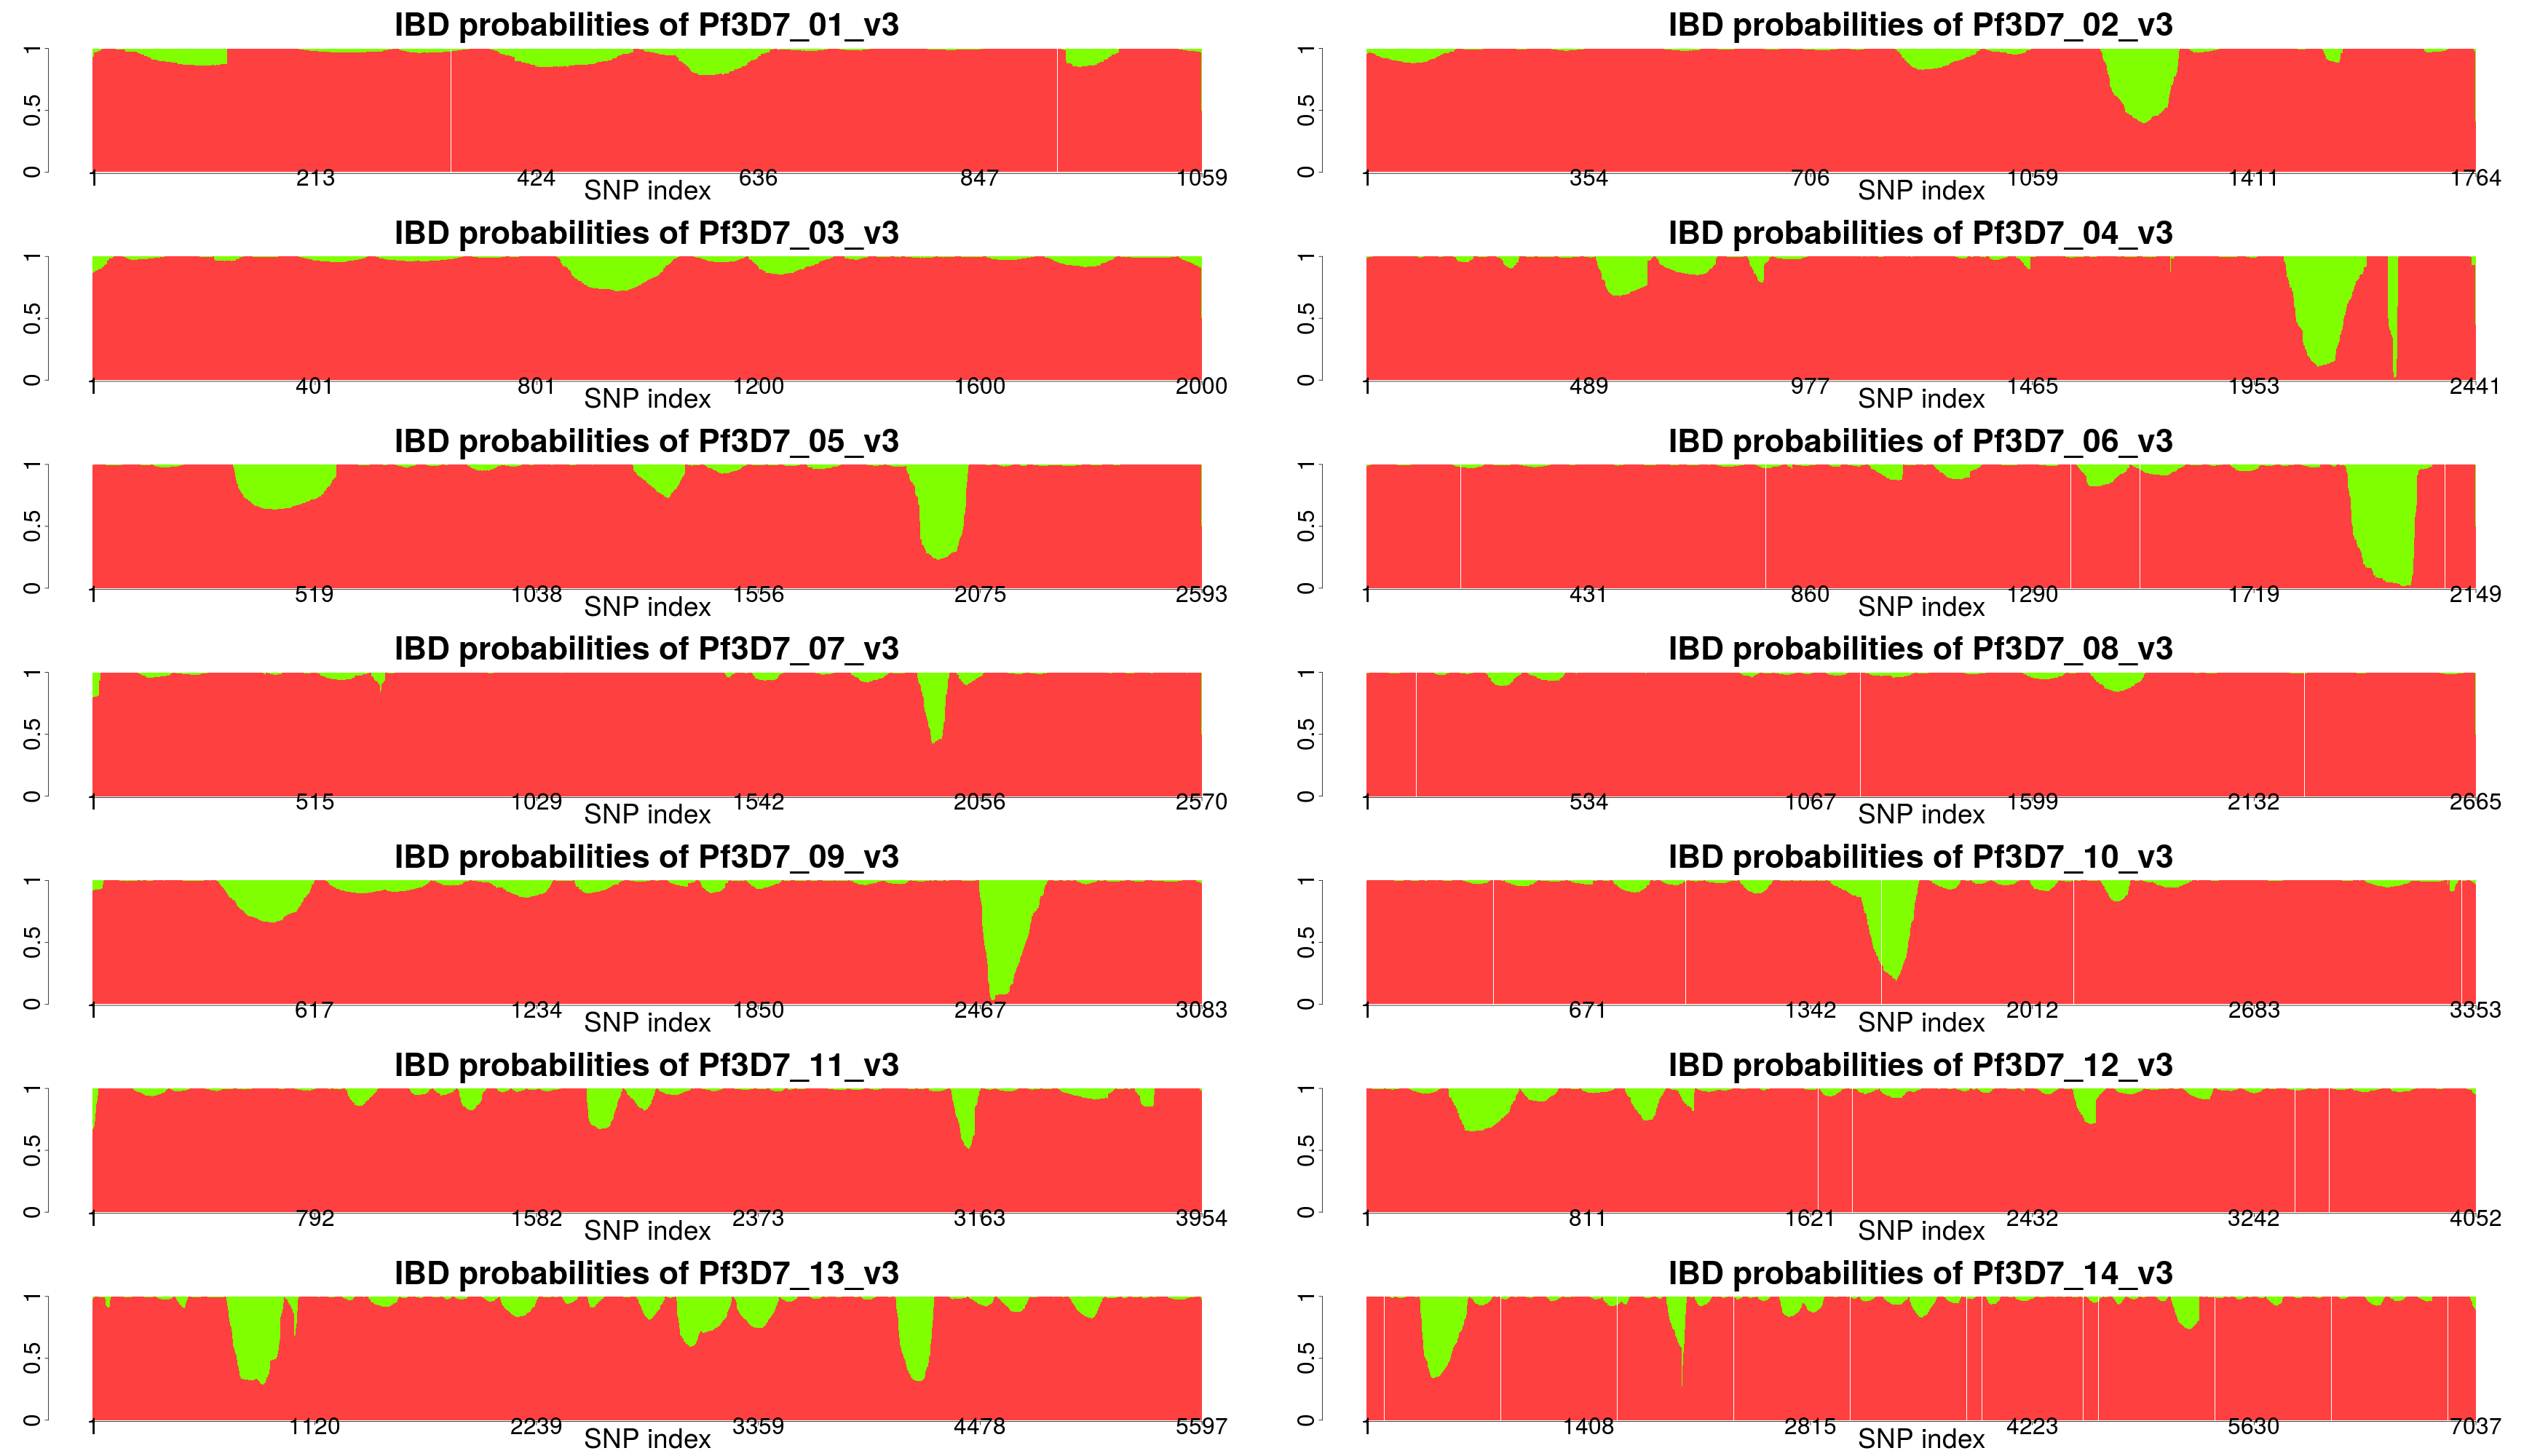 IBD probabilities of Pf3D7_01_v3
0 0.5 1
1 213 424 636 847 1059
SNP index
IBD probabilities of Pf3D7_02_v3
0 0.5 1
1 354 706 1059 1411 1764
SNP index
IBD probabilities of Pf3D7_03_v3
0 0.5 1
1 401 801 1200 1600 2000
SNP index
IBD probabilities of Pf3D7_04_v3
0 0.5 1
1 489 977 1465 1953 2441
SNP index
IBD probabilities of Pf3D7_05_v3
0 0.5 1
1 519 1038 1556 2075 2593
SNP index
IBD probabilities of Pf3D7_06_v3
0 0.5 1
1 431 860 1290 1719 2149
SNP index
IBD probabilities of Pf3D7_07_v3
0 0.5 1
1 515 1029 1542 2056 2570
SNP index
IBD probabilities of Pf3D7_08_v3
0 0.5 1
1 534 1067 1599 2132 2665
SNP index
IBD probabilities of Pf3D7_09_v3
0 0.5 1
1 617 1234 1850 2467 3083
SNP index
IBD probabilities of Pf3D7_10_v3
0 0.5 1
1 671 1342 2012 2683 3353
SNP index
IBD probabilities of Pf3D7_11_v3
0 0.5 1
1 792 1582 2373 3163 3954
SNP index
IBD probabilities of Pf3D7_12_v3
0 0.5 1
1 811 1621 2432 3242 4052
SNP index
IBD probabilities of Pf3D7_13_v3
0 0.5 1
1 1120 2239 3359 4478 5597
SNP index
IBD probabilities of Pf3D7_14_v3
0 0.5 1
1 1408 2815 4223 5630 7037
SNP index